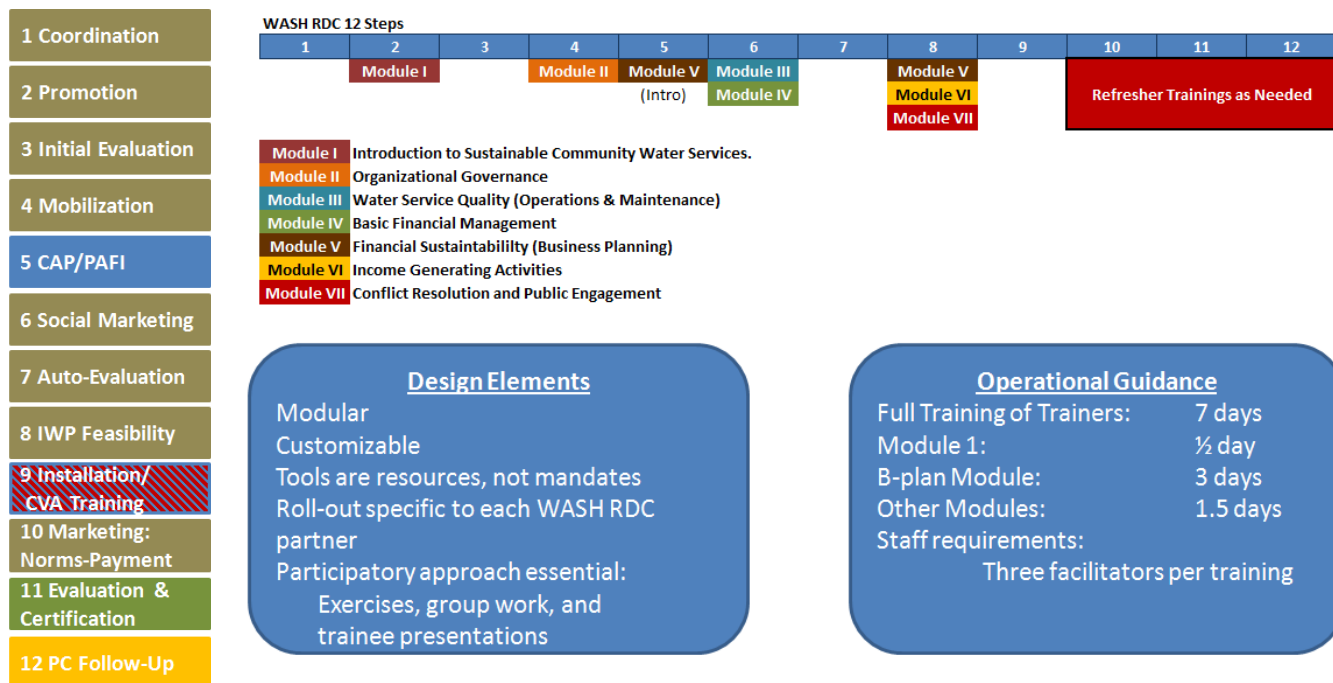 1 Coordination
2 Promotion
3 Initial Evaluation
4 Mobilization
5 CAP/PAFI
6 Social Marketing
7 Auto-Evaluation
8 IWP Feasibility
9 Installation/
CVA Training
10 Marketing:
Norms-Payment
11 Evaluation &
Certification
12 PC Follow-Up
WASH RDC 12 Steps
1 2 3 4 5 6 7 8 9 10 11 12
Module I Module II Module V Module III Module V
(Intro) Module IV Module VI
Module VII
Refresher Trainings as Needed
Module I Introduction to Sustainable Community Water Services.
Module II Organizational Governance
Module III Water Service Quality (Operations & Maintenance)
Module IV Basic Financial Management
Module V Financial Sustaintabililty (Business Planning)
Module VI Income Generating Activities
Module VII Conflict Resolution and Public Engagement
Design Elements
Modular
Customizable
Tools are resources, not mandates
Roll-out specific to each WASH RDC
partner
Participatory approach essential:
Exercises, group work, and
trainee presentations
Operational Guidance
Full Training of Trainers: 7 days
Module 1: ½ day
B-plan Module: 3 days
Other Modules: 1.5 days
Staff requirements:
Three facilitators per training